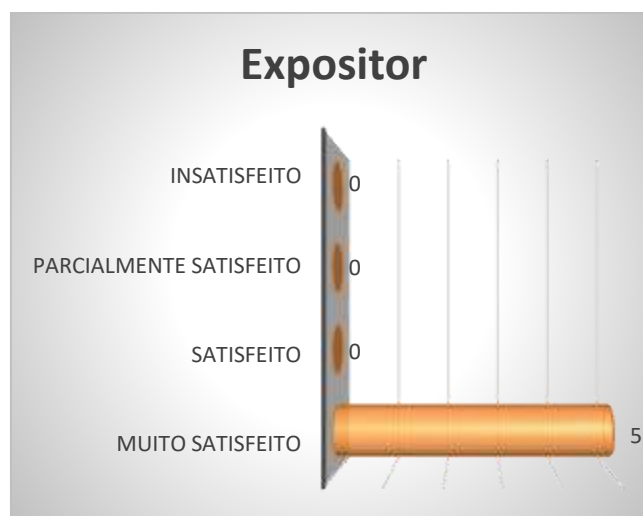 Expositor
INSATISFEITO 0
PARCIALMENTE SATISFEITO 0
SATISFEITO 0
MUITO SATISFEITO 5